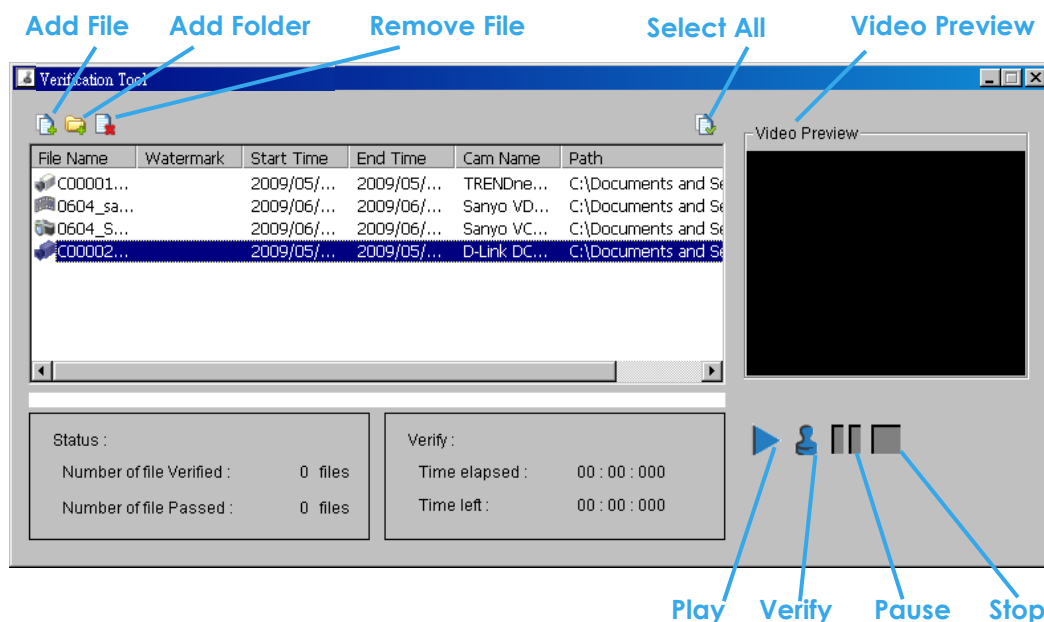 Add File Add Folder Remove File Select All Video Preview
Verification Tool
Video Preview
File Name Watermark Start Time End Time Cam Name Path
C00001... 2009/05/... 2009/05/... TRENDne... C:\Documents and Se
0604_sa... 2009/06/... 2009/06/... Sanyo VD... C:\Documents and Se
0604_S... 2009/06/... 2009/06/... Sanyo VC... C:\Documents and Se
C00002... 2009/05/... 2009/05/... D-Link DC... C:\Documents and Se
Status :
Number of file Verified : 0 files
Number of file Passed : 0 files
Verify :
Time elapsed : 00 : 00 : 000
Time left : 00 : 00 : 000
Play Verify Pause Stop